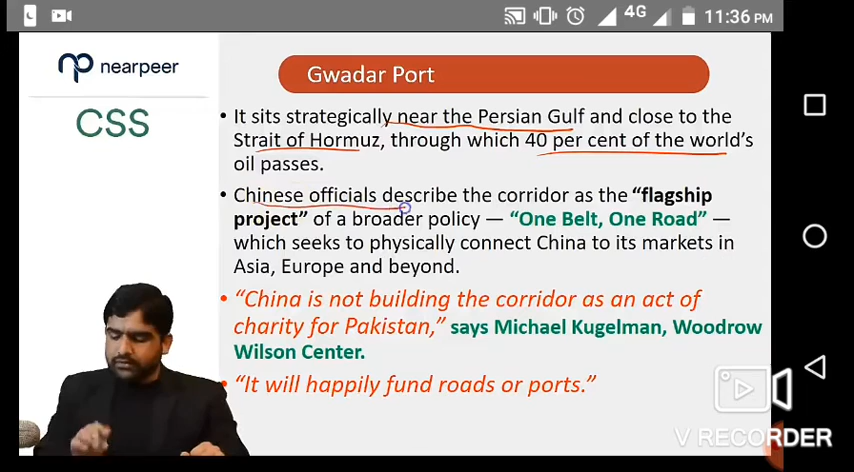 4G 11:36 PM
nearpeer
CSS
Gwadar Port
• It sits strategically near the Persian Gulf and close to the
Strait of Hormuz, through which 40 per cent of the world’s
oil passes.
• Chinese officials describe the corridor as the “flagship
project” of a broader policy — “One Belt, One Road” —
which seeks to physically connect China to its markets in
Asia, Europe and beyond.
• “China is not building the corridor as an act of
charity for Pakistan,” says Michael Kugelman, Woodrow
Wilson Center.
• “It will happily fund roads or ports.”
V RECORDER